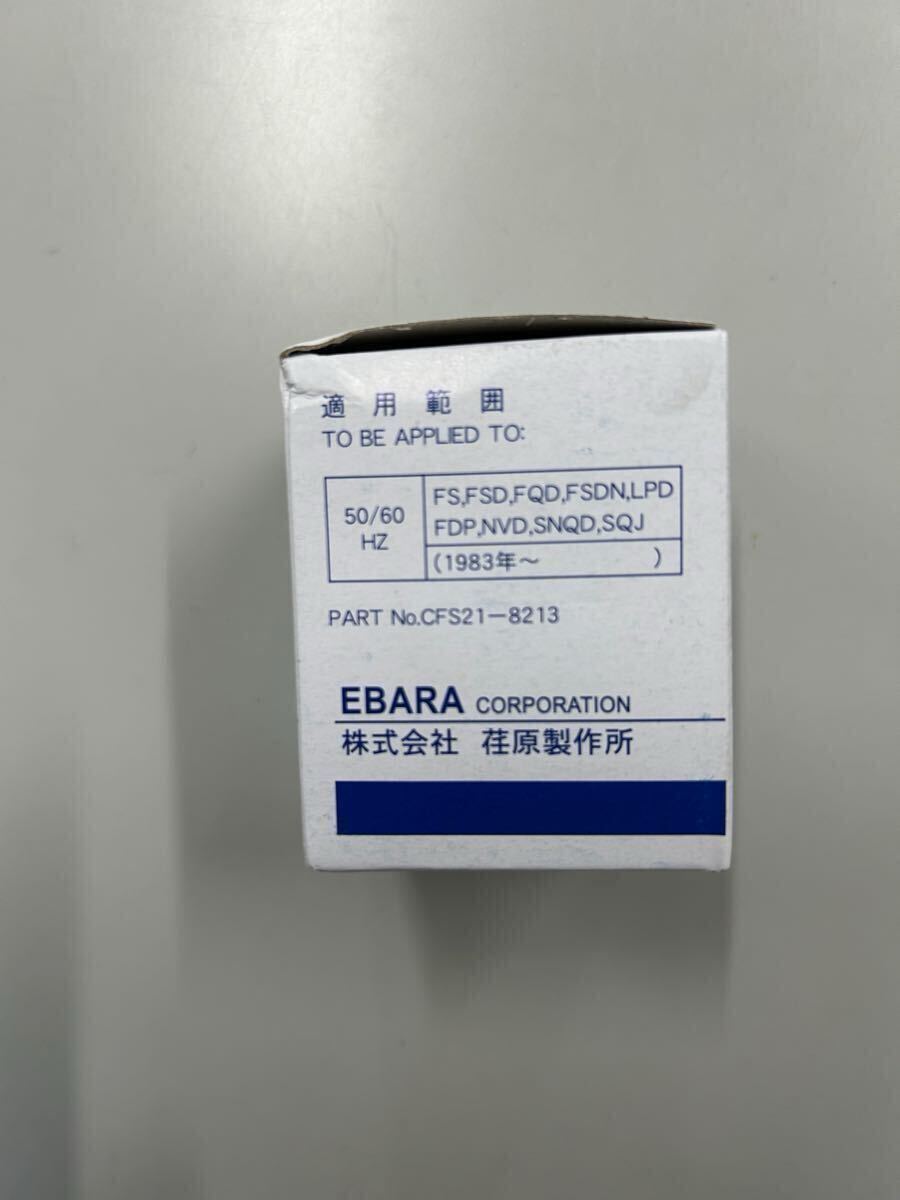 適用範囲
TO BE APPLIED TO:
50/60
HZ
FS,FSD,FQD,FSDN,LPD
FDP,NVD,SNQD,SQJ
(1983年～ )
PART No.CFS21-8213
EBARA CORPORATION
株式会社 荏原製作所